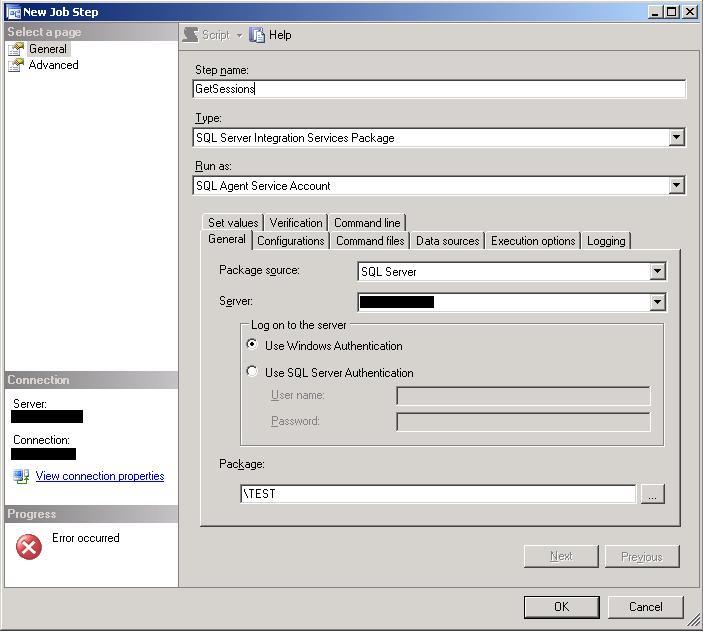 New Job Step
Select a page
General
Advanced
Script
Help
Step name:
GetSessions
Type:
SQL Server Integration Services Package
Run as:
SQL Agent Service Account
Set values Verification Command line
General Configurations Command files Data sources Execution options Logging
Package source: SQL Server
Server:
Log on to the server
Use Windows Authentication
Use SQL Server Authentication
User name:
Password:
Package:
\TEST
...
Connection
Server:
Connection:
View connection properties
Progress
Error occurred
Next Previous
OK Cancel